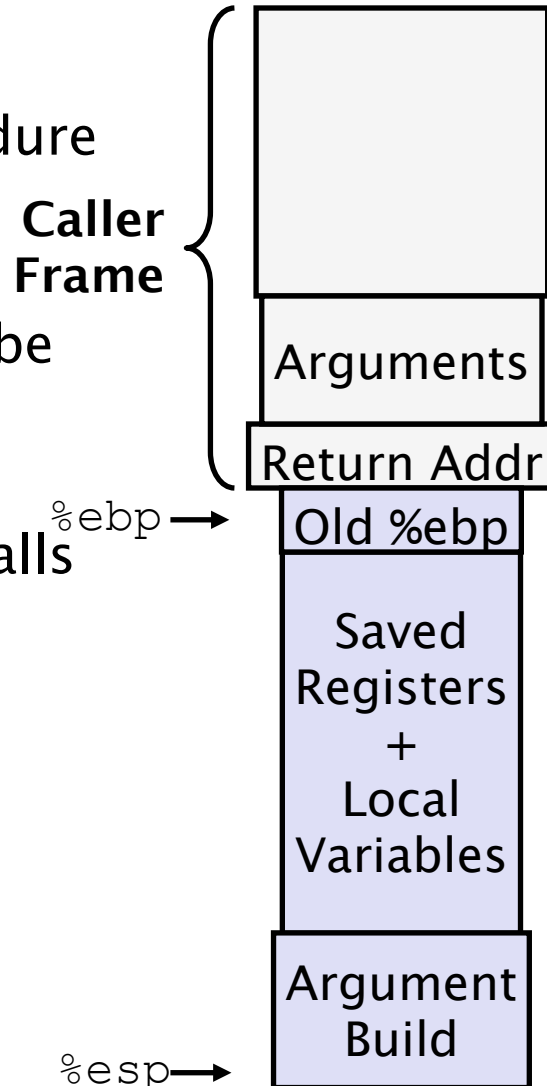 dure
Caller
Frame
be
Arguments
Return Addr
%ebp
Old %ebp
alls
Saved
Registers
+
Local
Variables
Argument
Build
%esp